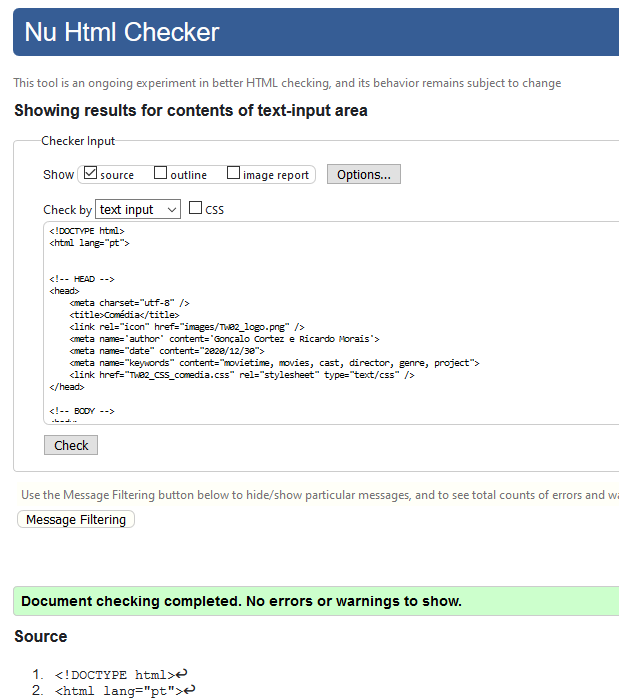 Nu Html Checker
This tool is an ongoing experiment in better HTML checking, and its behavior remains subject to change
Showing results for contents of text-input area
Checker Input
Show source outline image report Options...
Check by text input CSS
<!DOCTYPE html>
<html lang="pt">
<!-- HEAD -->
<head>
<meta charset="utf-8" />
<title>Comédia</title>
<link rel="icon" href="images/TW02_logo.png" />
<meta name='author' content='Gonçalo Cortez e Ricardo Morais'>
<meta name="date" content="2020/12/30">
<meta name="keywords" content="movietime, movies, cast, director, genre, project">
<link href="TW02_CSS_comedia.css" rel="stylesheet" type="text/css" />
</head>
<!-- BODY -->
Check
Use the Message Filtering button below to hide/show particular messages, and to see total counts of errors and
Message Filtering
Document checking completed. No errors or warnings to show.
Source
1. <!DOCTYPE html>↩
2. <html lang="pt">↩